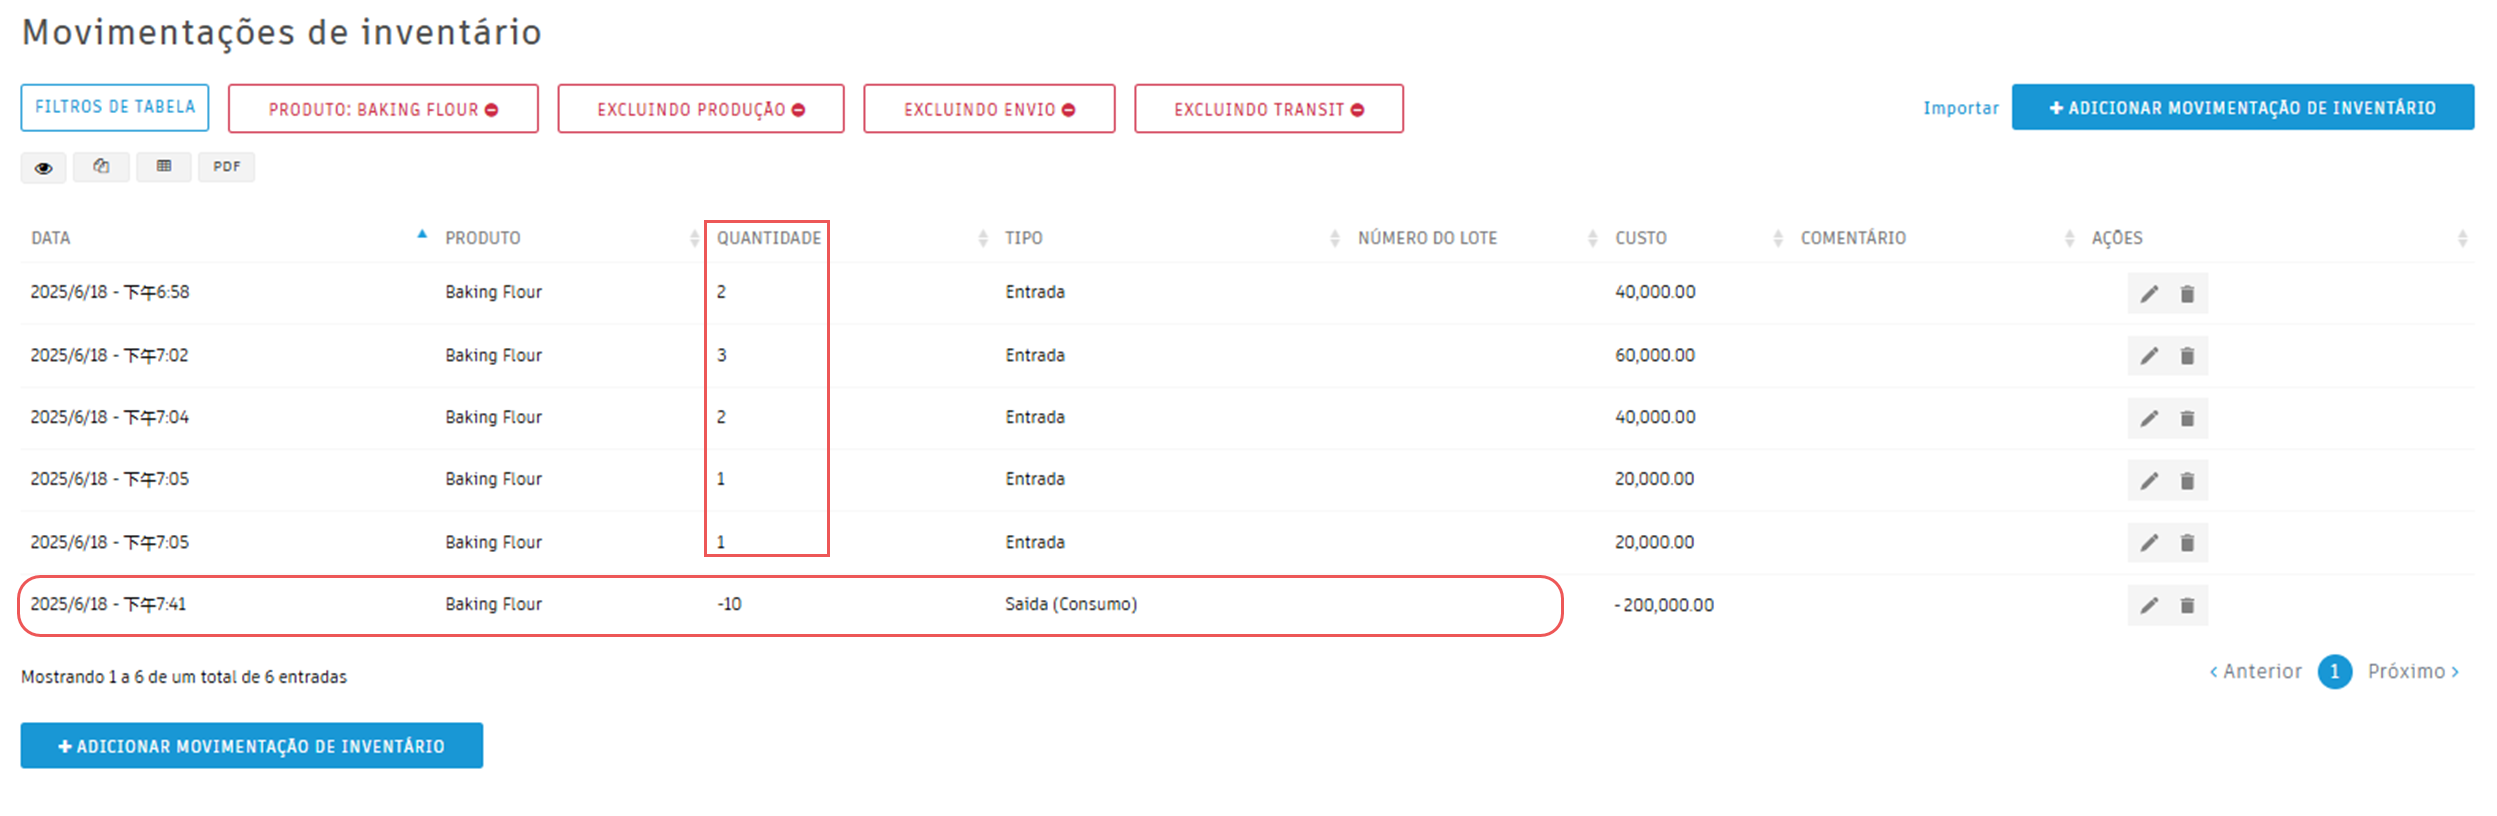 Movimentações de inventário
FILTROS DE TABELA PRODUTO: BAKING FLOUR EXCLUINDO PRODUÇÃO EXCLUINDO ENVIO EXCLUINDO TRANSIT Importar ADICIONAR MOVIMENTAÇÃO DE INVENTÁRIO
PDF
DATA PRODUTO QUANTIDADE TIPO NÚMERO DO LOTE CUSTO COMENTÁRIO AÇÕES
2025/6/18 - 下午6:58 Baking Flour 2 Entrada 40,000.00
2025/6/18 - 下午7:02 Baking Flour 3 Entrada 60,000.00
2025/6/18 - 下午7:04 Baking Flour 2 Entrada 40,000.00
2025/6/18 - 下午7:05 Baking Flour 1 Entrada 20,000.00
2025/6/18 - 下午7:05 Baking Flour 1 Entrada 20,000.00
2025/6/18 - 下午7:41 Baking Flour -10 Saída (Consumo) -200,000.00
Mostrando 1 a 6 de um total de 6 entradas ‹ Anterior 1 Próximo ›
ADICIONAR MOVIMENTAÇÃO DE INVENTÁRIO